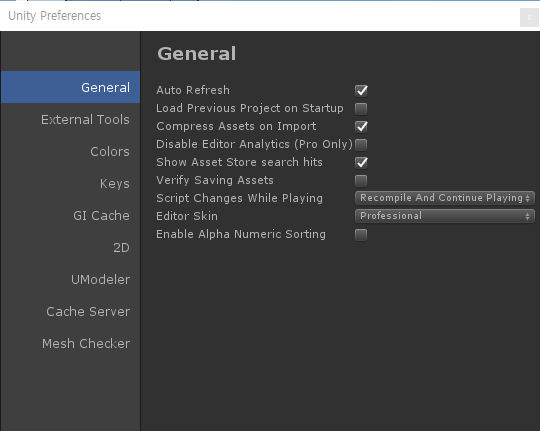 Unity Preferences
x
General
General
External Tools
Colors
Keys
GI Cache
2D
UModeler
Cache Server
Mesh Checker
Auto Refresh
Load Previous Project on Startup
Compress Assets on Import
Disable Editor Analytics (Pro Only)
Show Asset Store search hits
Verify Saving Assets
Script Changes While Playing Recompile And Continue Playing
Editor Skin Professional
Enable Alpha Numeric Sorting